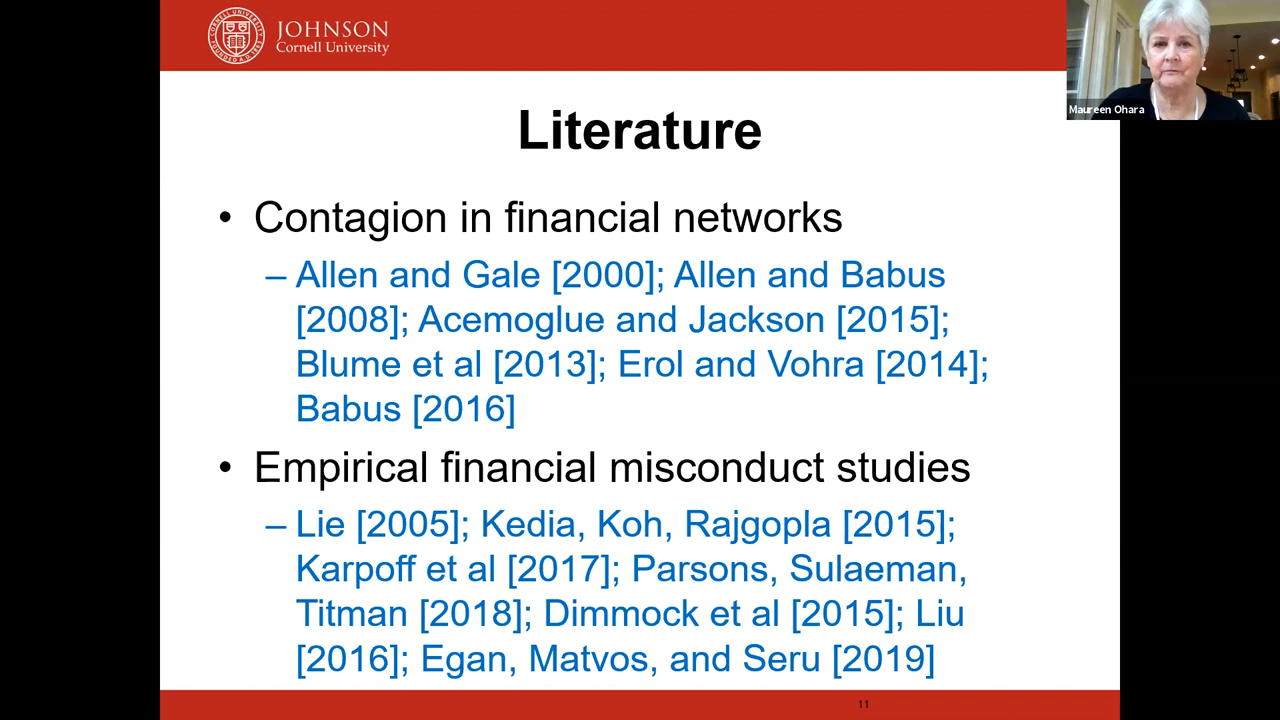 JOHNSON
Cornell University
Maureen Ohara
Literature
• Contagion in financial networks
– Allen and Gale [2000]; Allen and Babus
[2008]; Acemoglue and Jackson [2015];
Blume et al [2013]; Erol and Vohra [2014];
Babus [2016]
• Empirical financial misconduct studies
– Lie [2005]; Kedia, Koh, Rajgopla [2015];
Karpoff et al [2017]; Parsons, Sulaeman,
Titman [2018]; Dimmock et al [2015]; Liu
[2016]; Egan, Matvos, and Seru [2019]
11